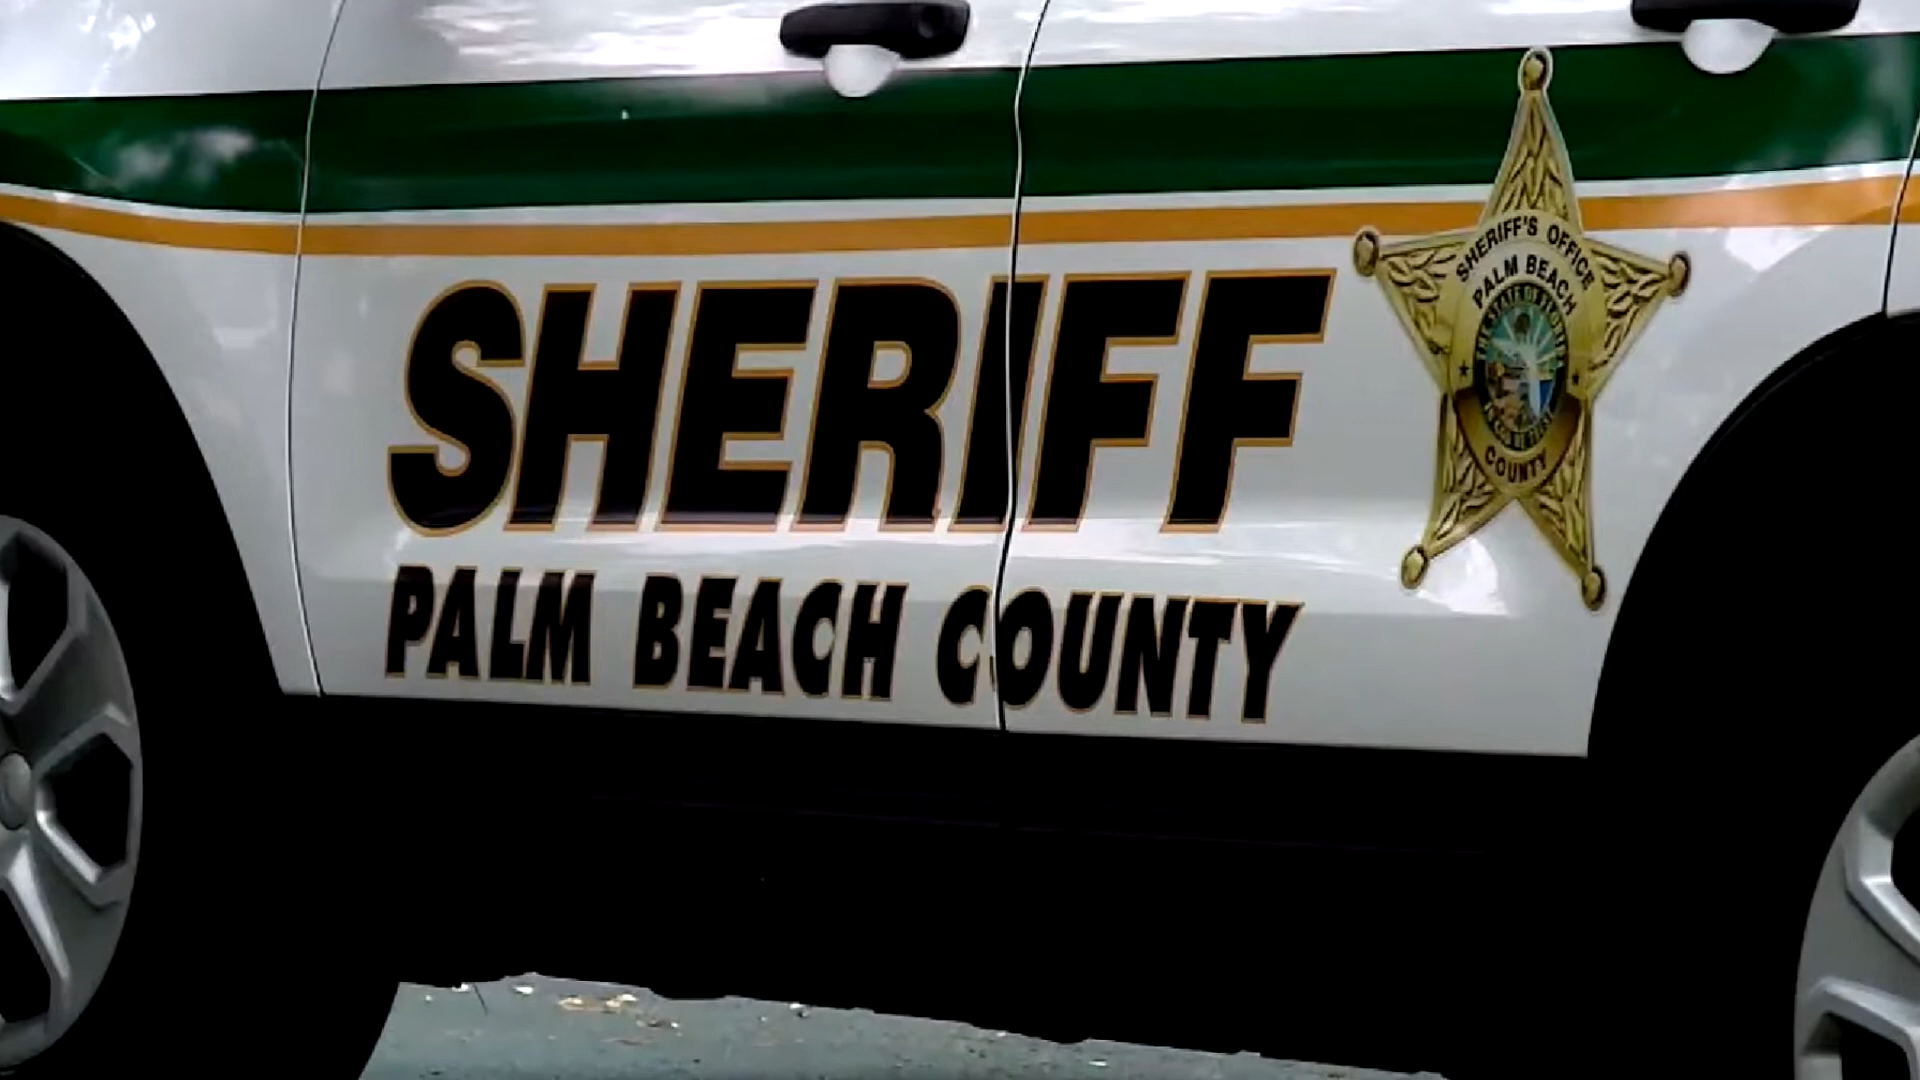 SHERIFF
PALM BEACH COUNTY
SHERIFF'S OFFICE
PALM BEACH
COUNTY